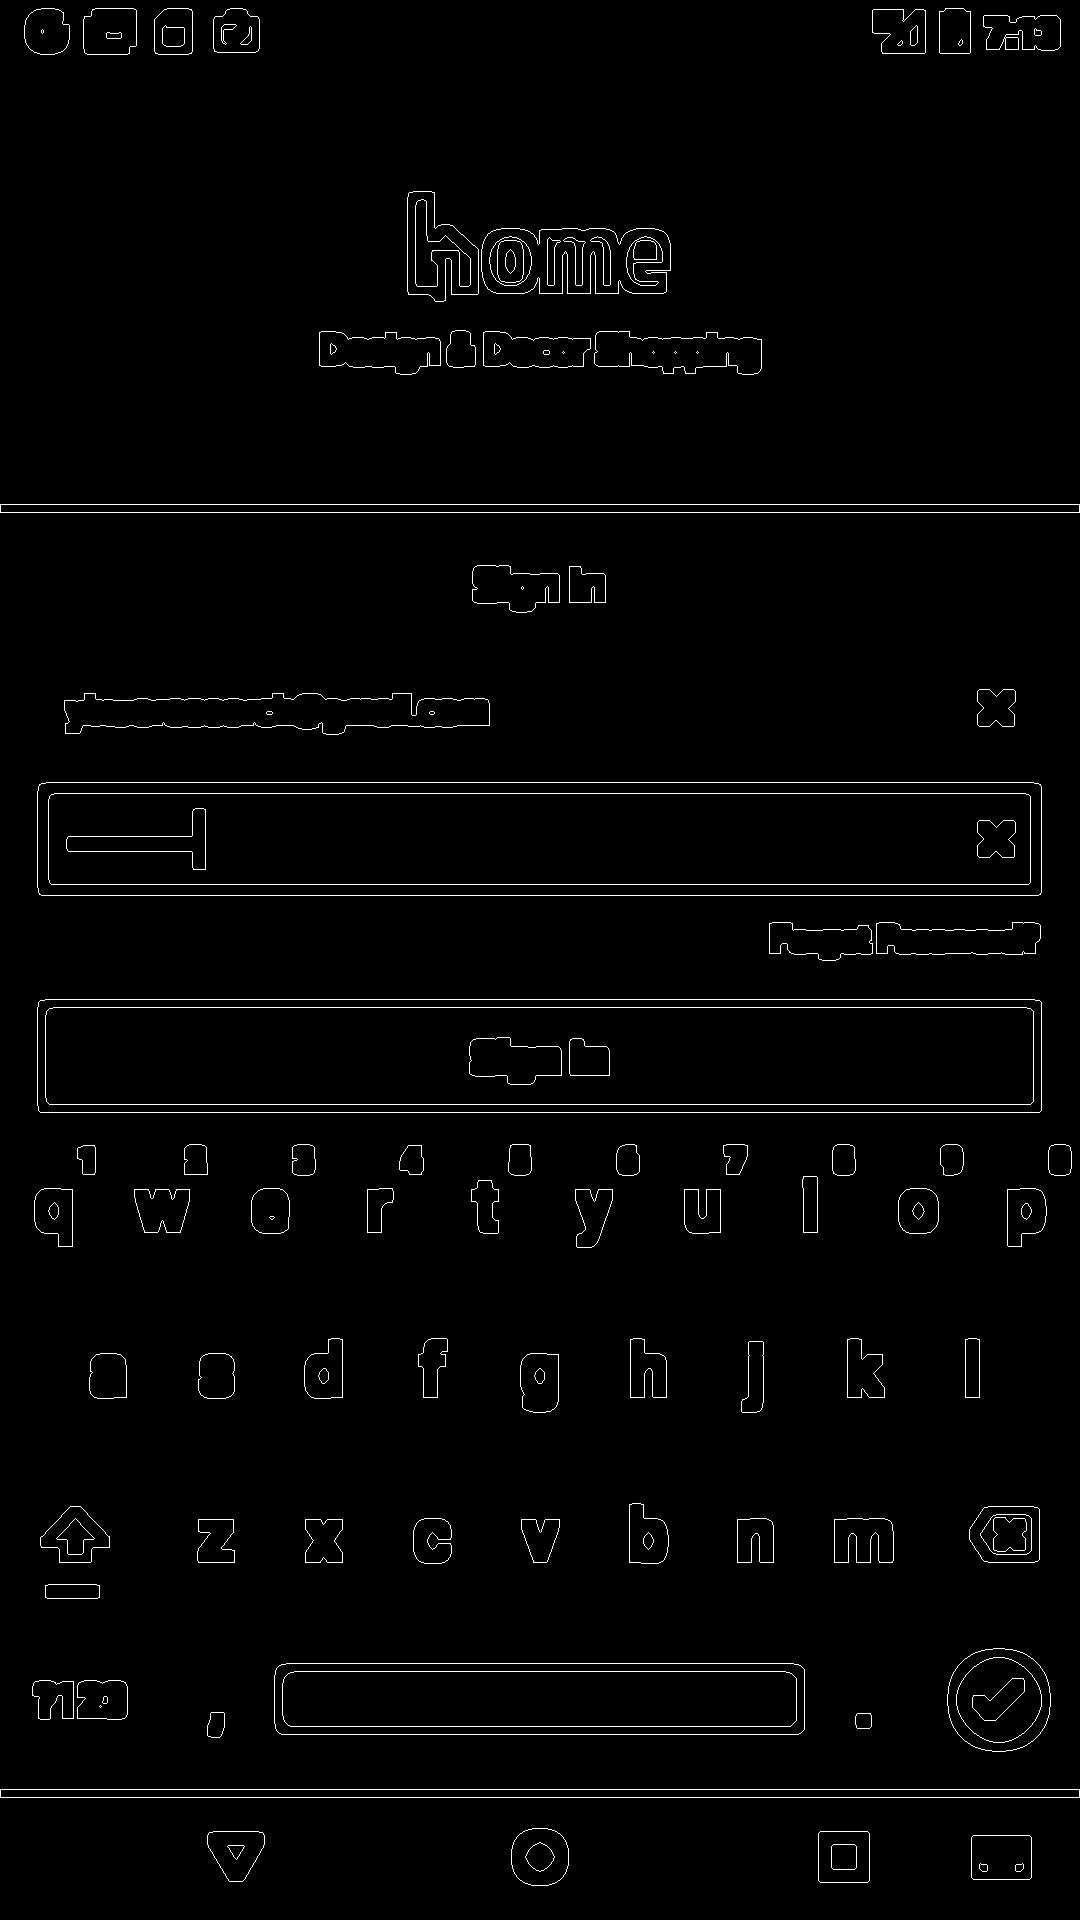 7:13
home
Design & Decor Shopping
Sign In
Forgot Password?
Sign In
1 2 3 4 5 6 7 8 9 0
q w e r t y u i o p
a s d f g h j k l
z x c v b n m
?123 , .